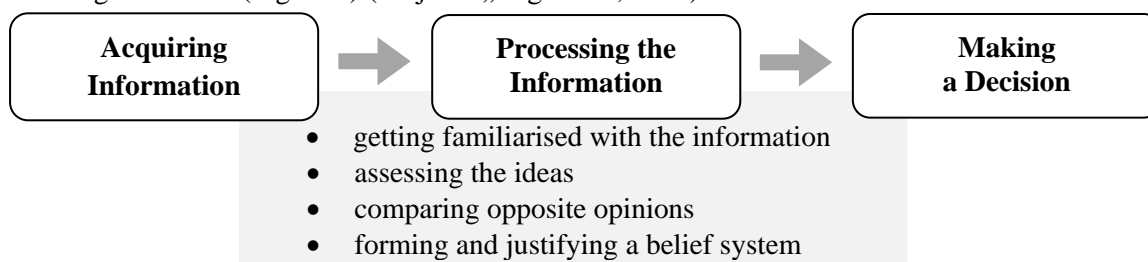 Acquiring
Information
Processing the
Information
Making
a Decision
• getting familiarised with the information
• assessing the ideas
• comparing opposite opinions
• forming and justifying a belief system